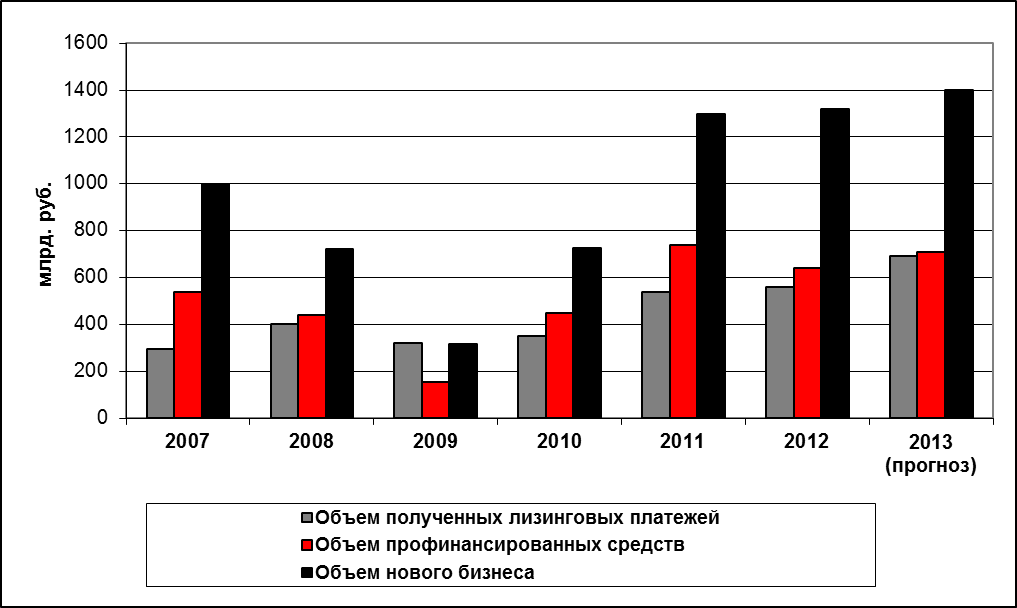 1600
1400
1200
1000
800
600
400
200
0
млрд. руб.
2007 2008 2009 2010 2011 2012 2013
(прогноз)
Объем полученных лизинговых платежей
Объем профинансированных средств
Объем нового бизнеса